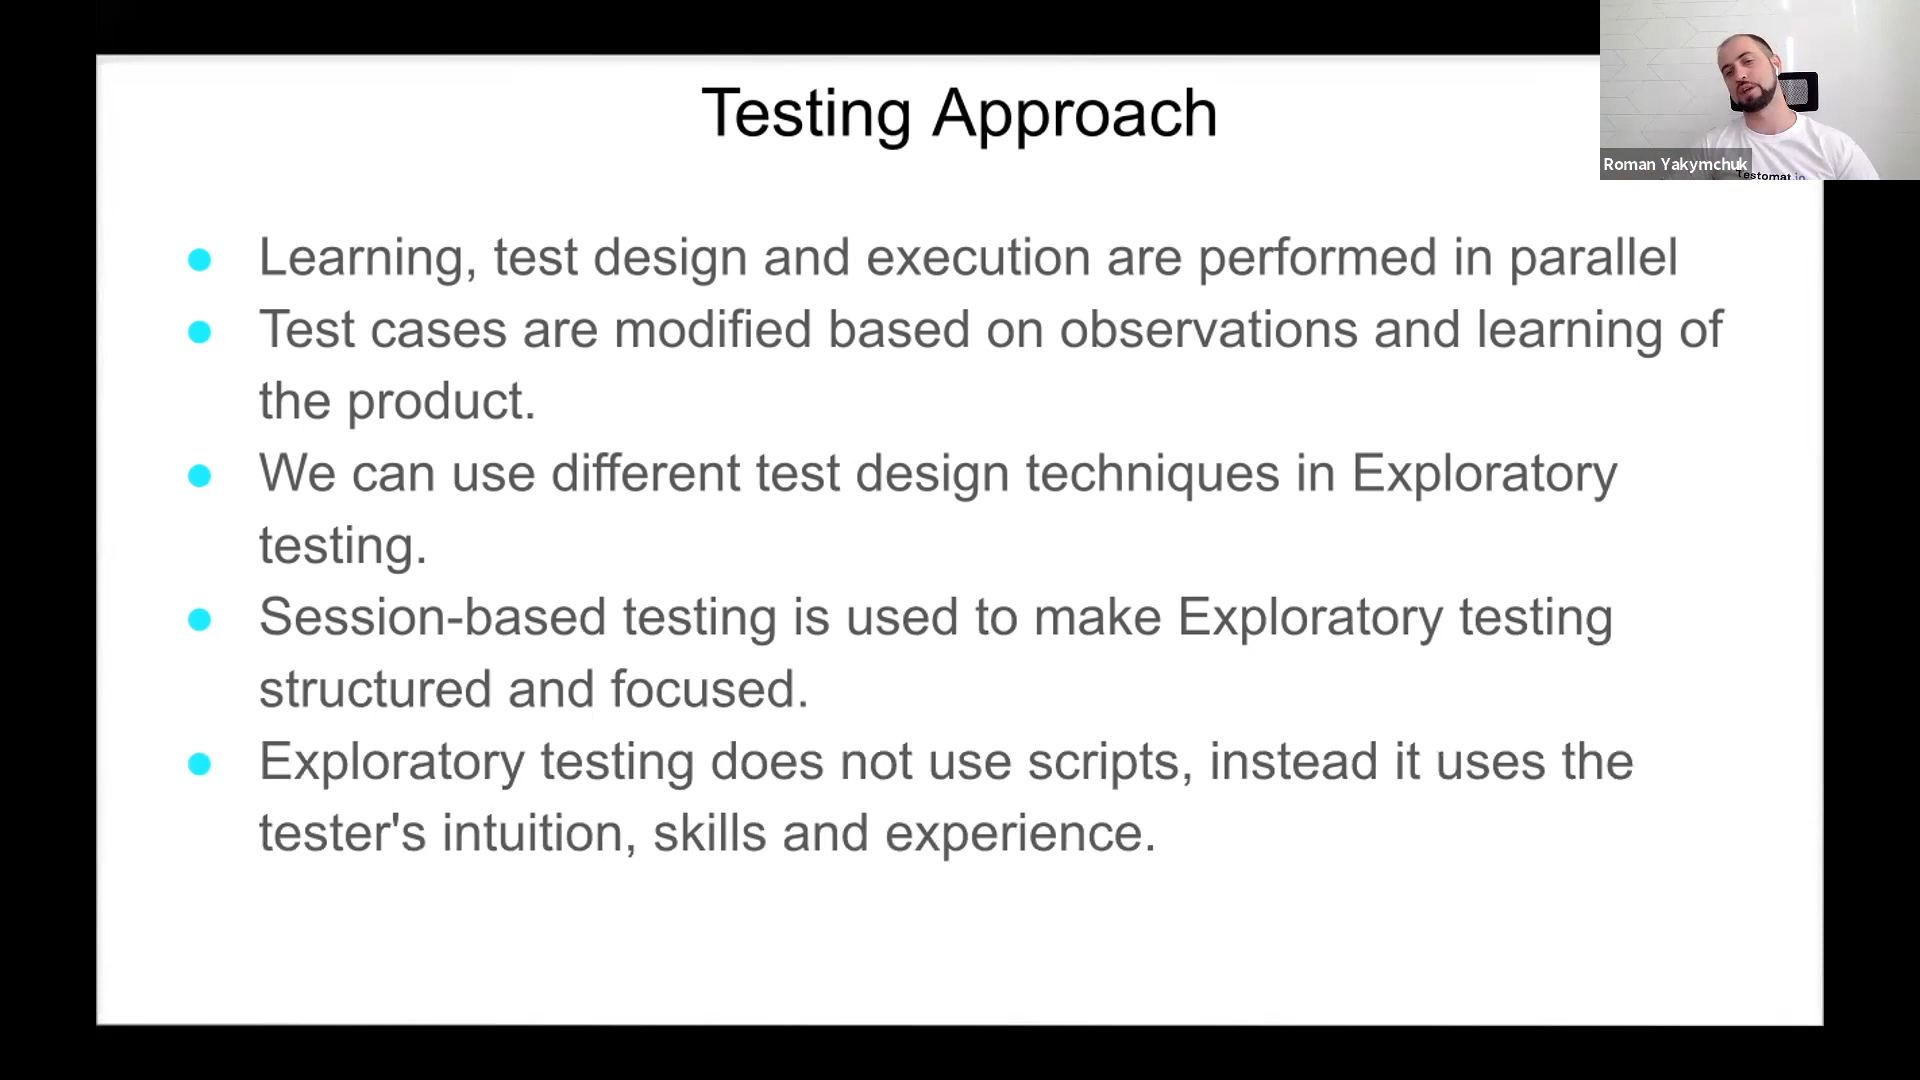 Testing Approach
Roman Yakymchuk
Testomat.io
● Learning, test design and execution are performed in parallel
● Test cases are modified based on observations and learning of
the product.
● We can use different test design techniques in Exploratory
testing.
● Session-based testing is used to make Exploratory testing
structured and focused.
● Exploratory testing does not use scripts, instead it uses the
tester's intuition, skills and experience.